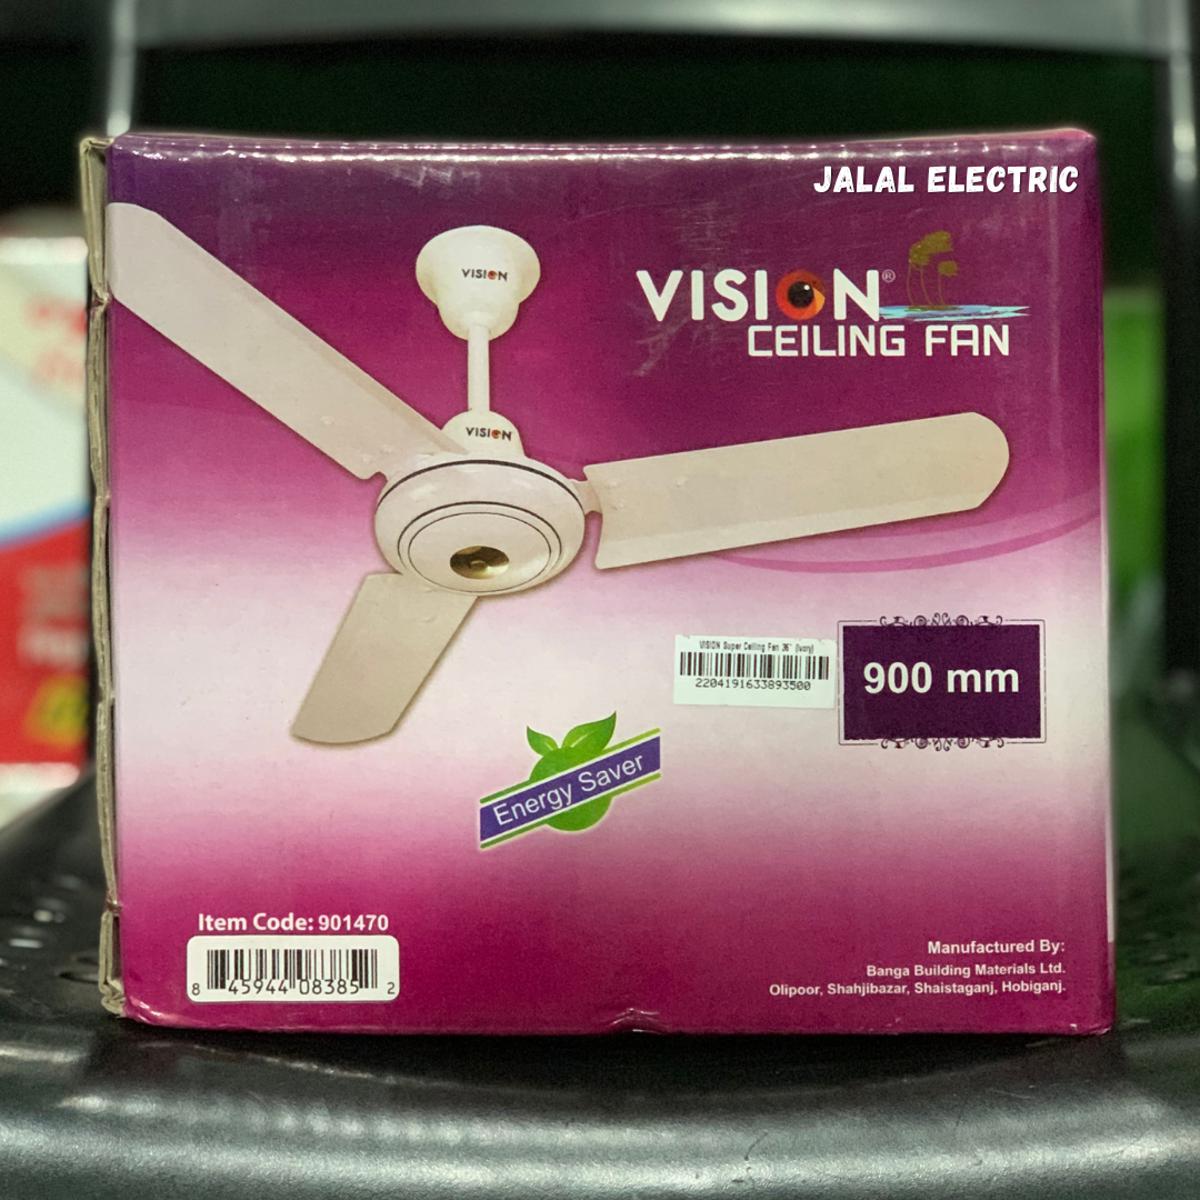 JALAL ELECTRIC
VISION
VISION®
CEILING FAN
VISION
VISION Super Ceiling Fan 36" (Ivory)
2204191633893500
900 mm
Energy Saver
Item Code: 901470
8 45944 08385 2
Manufactured By:
Banga Building Materials Ltd.
Olipoor, Shahjibazar, Shaistaganj, Hobiganj.